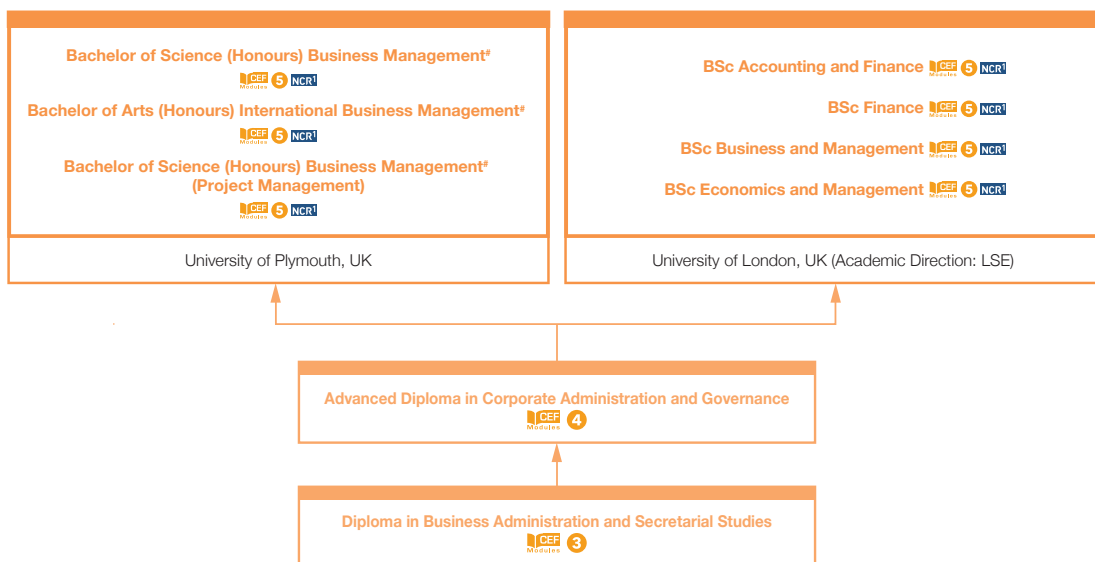 Bachelor of Science (Honours) Business Management#
CEF Modules 5 NCR1
Bachelor of Arts (Honours) International Business Management#
CEF Modules 5 NCR1
Bachelor of Science (Honours) Business Management#
(Project Management)
CEF Modules 5 NCR1
University of Plymouth, UK
BSc Accounting and Finance CEF Modules 5 NCR1
BSc Finance CEF Modules 5 NCR1
BSc Business and Management CEF Modules 5 NCR1
BSc Economics and Management CEF Modules 5 NCR1
University of London, UK (Academic Direction: LSE)
Advanced Diploma in Corporate Administration and Governance
CEF Modules 4
Diploma in Business Administration and Secretarial Studies
CEF Modules 3